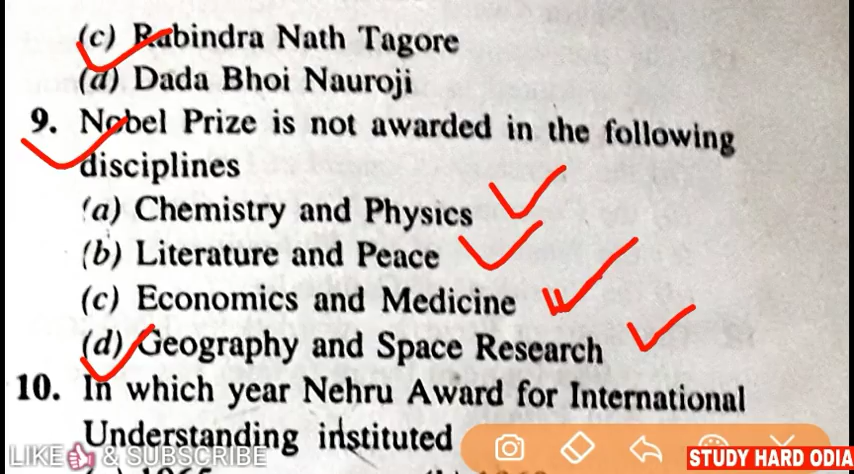 (c) Rabindra Nath Tagore
(d) Dada Bhoi Nauroji
9. Nobel Prize is not awarded in the following
disciplines
(a) Chemistry and Physics
(b) Literature and Peace
(c) Economics and Medicine
(d) Geography and Space Research
10. In which year Nehru Award for International
Understanding instituted
LIKE & SUBSCRIBE
STUDY HARD ODIA